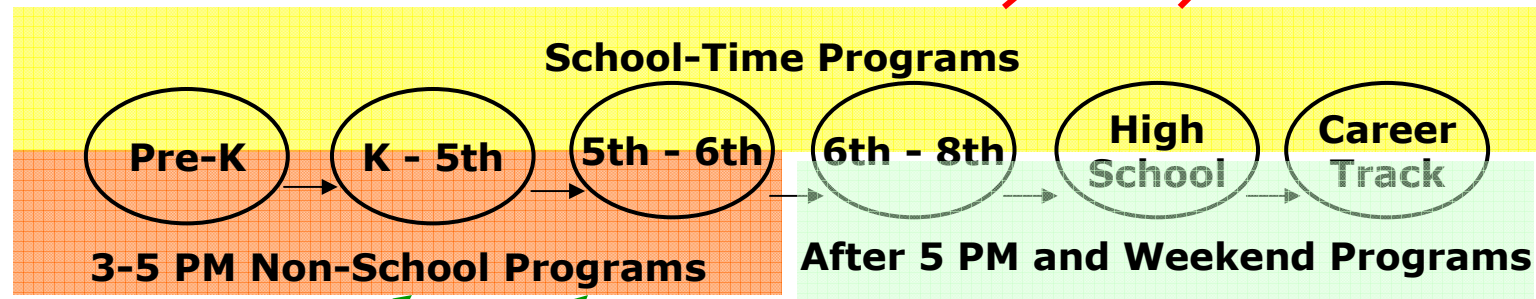 School-Time Programs
Pre-K
K - 5th
5th - 6th
6th - 8th
High
School
Career
Track
3-5 PM Non-School Programs
After 5 PM and Weekend Programs